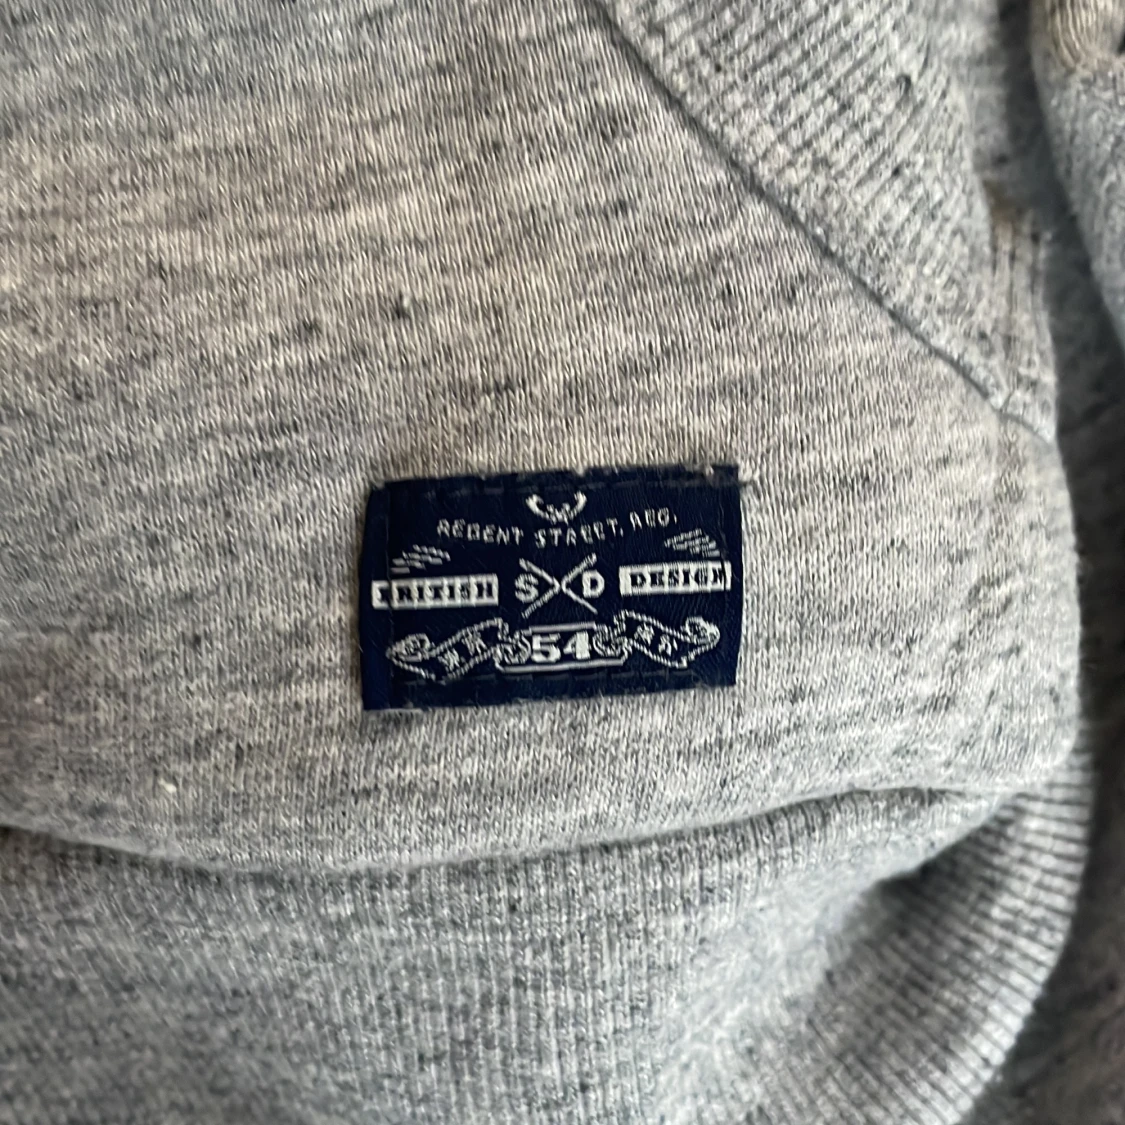 REGENT STREET, REG.
BRITISH S D DESIGN
54